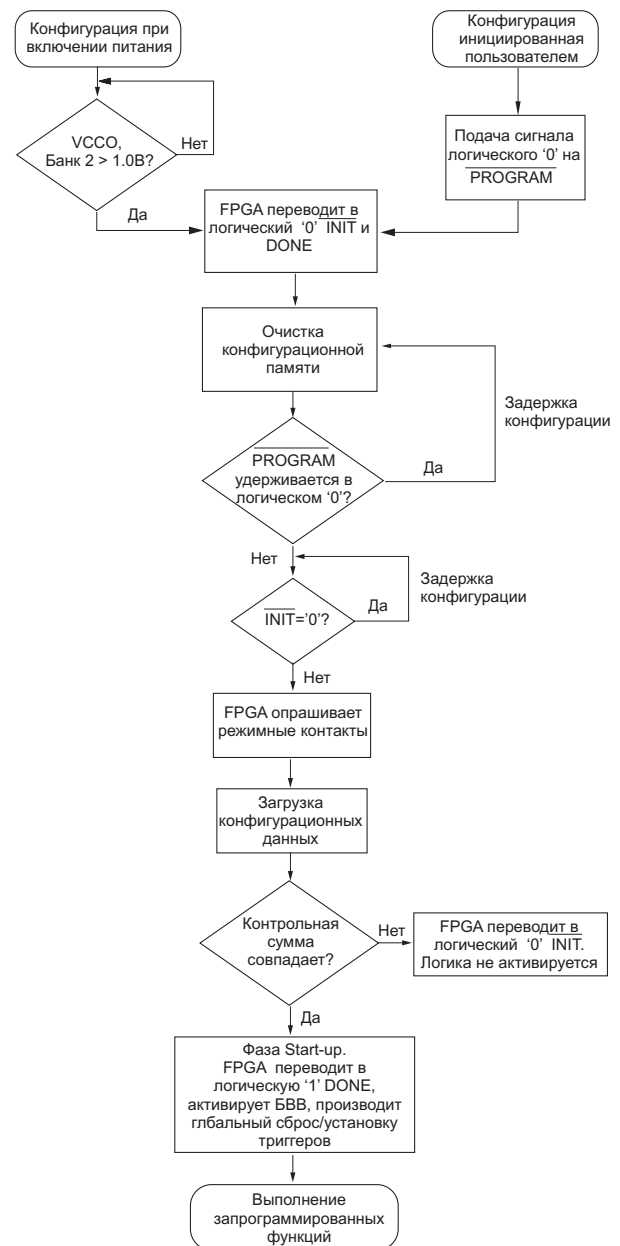 Конфигурация при
включении питания
Конфигурация
инициированная
пользователем
VCCO,
Банк 2 > 1.0В?
Нет
Да
Подача сигнала
логического ‘0’ на
PROGRAM
FPGA переводит в
логический ‘0’ INIT и
DONE
Очистка
конфигурационной
памяти
Задержка
конфигурации
PROGRAM
удерживается в
логическом ‘0’?
Да
Нет
Задержка
конфигурации
INIT=’0’?
Да
Нет
FPGA опрашивает
режимные контакты
Загрузка
конфигурационных
данных
Контрольная
сумма
совпадает?
Нет
FPGA переводит в
логический ‘0’ INIT.
Логика не активируется
Да
Фаза Start-up.
FPGA переводит в
логическую ‘1’ DONE,
активирует БВВ, производит
глбальный сброс/установку
триггеров
Выполнение
запрограммированных
функций